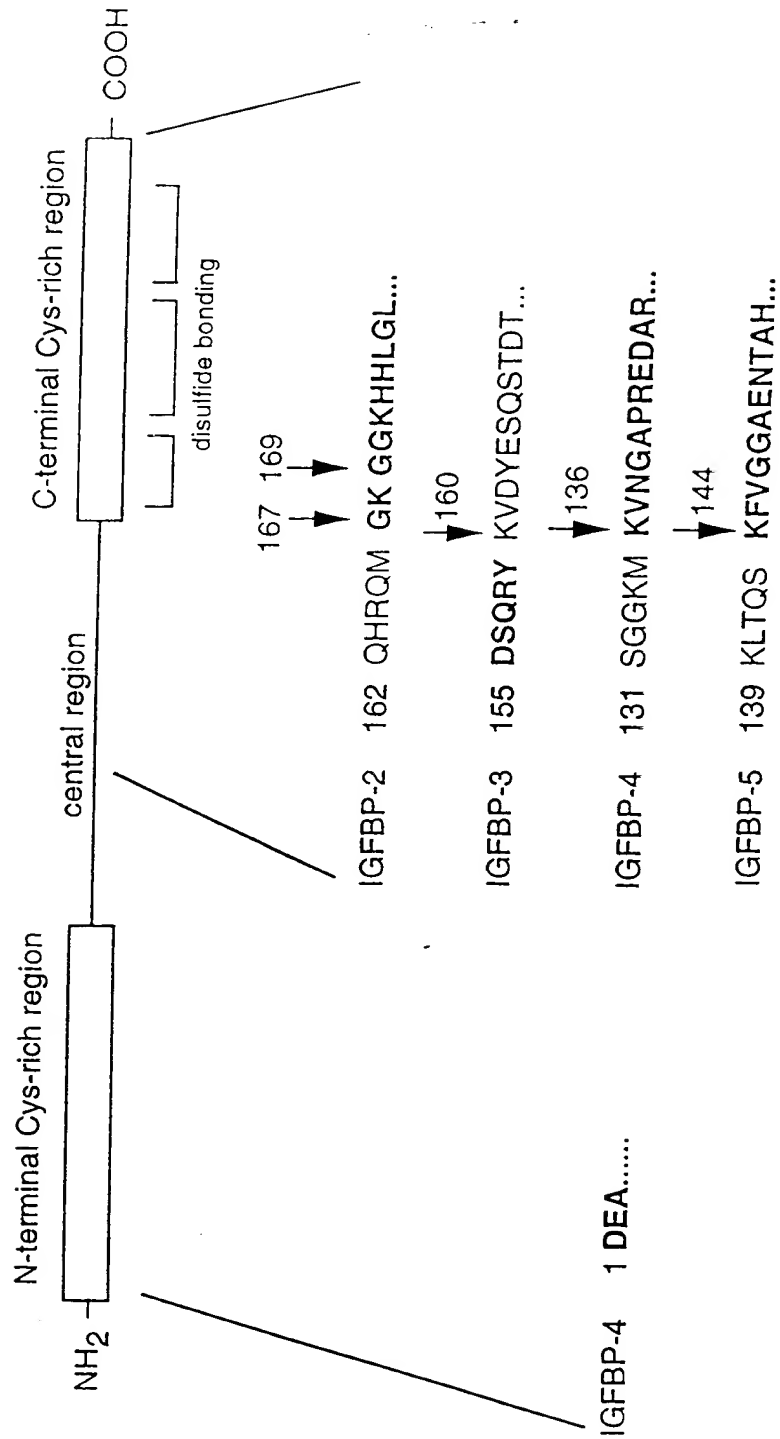 N-terminal Cys-rich region
central region
C-terminal Cys-rich region
NH2
COOH
disulfide bonding
167 169
IGFBP-2 162 QHRQM GK GGKHHLGL...
160
IGFBP-3 155 DSQRY KVDYESQSTDT...
136
IGFBP-4 1 DEA...... IGFBP-4 131 SGGKM KVNGAPREDAR...
144
IGFBP-5 139 KLTQS KFVGGAENTAH....